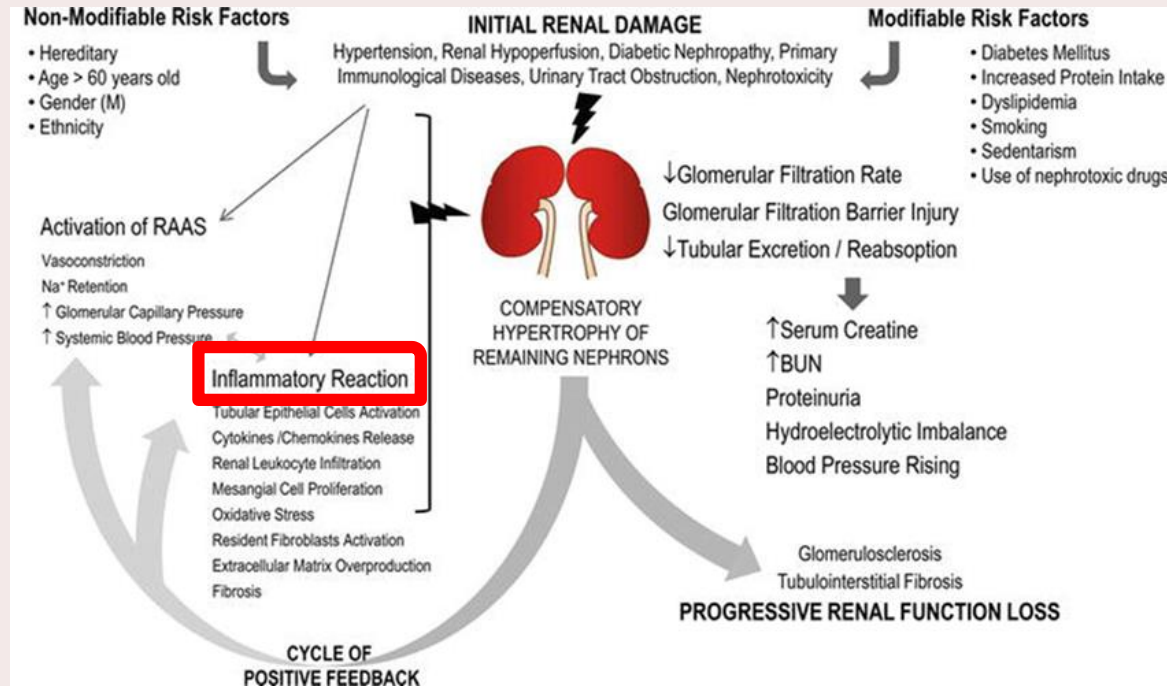 Non-Modifiable Risk Factors
• Hereditary
• Age > 60 years old
• Gender (M)
• Ethnicity
INITIAL RENAL DAMAGE
Hypertension, Renal Hypoperfusion, Diabetic Nephropathy, Primary
Immunological Diseases, Urinary Tract Obstruction, Nephrotoxicity
Modifiable Risk Factors
• Diabetes Mellitus
• Increased Protein Intake
• Dyslipidemia
• Smoking
• Sedentarism
• Use of nephrotoxic drugs
Activation of RAAS
Vasoconstriction
Na⁺ Retention
↑ Glomerular Capillary Pressure
↑ Systemic Blood Pressure
Inflammatory Reaction
Tubular Epithelial Cells Activation
Cytokines /Chemokines Release
Renal Leukocyte Infiltration
Mesangial Cell Proliferation
Oxidative Stress
Resident Fibroblasts Activation
Extracellular Matrix Overproduction
Fibrosis
COMPENSATORY
HYPERTROPHY OF
REMAINING NEPHRONS
↓Glomerular Filtration Rate
Glomerular Filtration Barrier Injury
↓Tubular Excretion / Reabsoption
↑Serum Creatine
↑BUN
Proteinuria
Hydroelectrolytic Imbalance
Blood Pressure Rising
Glomerulosclerosis
Tubulointerstitial Fibrosis
PROGRESSIVE RENAL FUNCTION LOSS
CYCLE OF
POSITIVE FEEDBACK